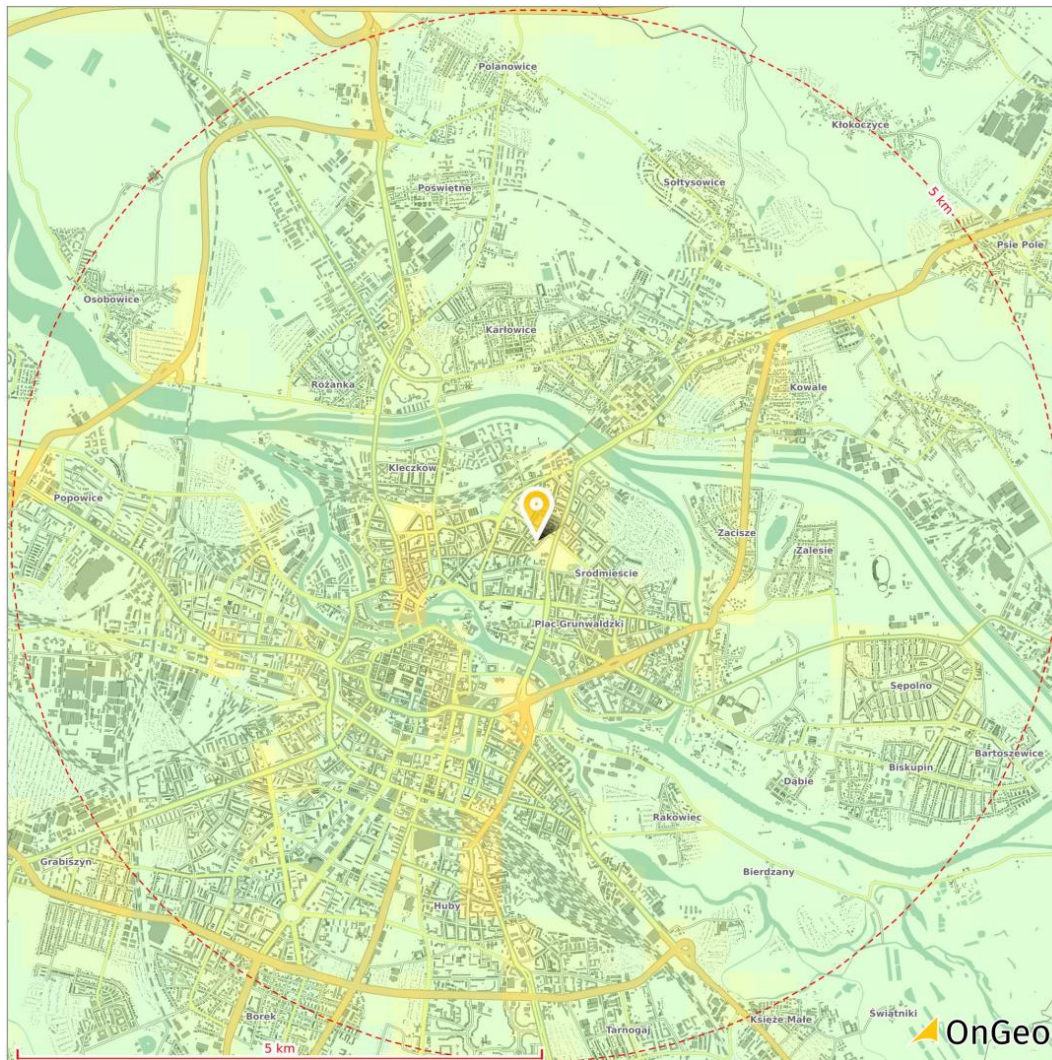 Polanowice
Kłokoczyce
Poświętne
Sołtysowice
5 km
Psie Pole
Osobowice
Karłowice
Różanka
Kowale
Kleczków
Popowice
Zacisze
Zalesie
Śródmieście
Plac Grunwaldzki
Sępolno
Bartoszewice
Biskupin
Dąbie
Rakowiec
Grabiszyn
Bierdzany
Huby
Świątniki
Borek
Księże Małe
Tarnogaj
OnGeo
5 km